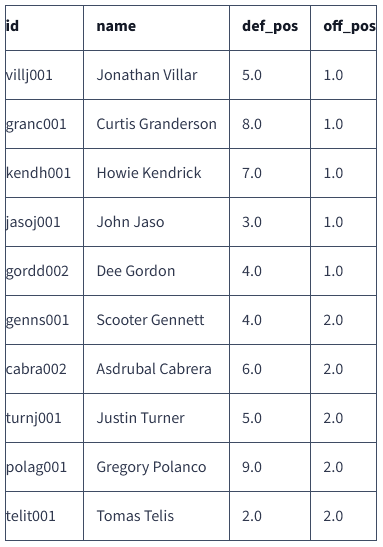 id name def_pos off_pos
villj001 Jonathan Villar 5.0 1.0
granc001 Curtis Granderson 8.0 1.0
kendh001 Howie Kendrick 7.0 1.0
jasoj001 John Jaso 3.0 1.0
gordd002 Dee Gordon 4.0 1.0
genns001 Scooter Gennett 4.0 2.0
cabra002 Asdrubal Cabrera 6.0 2.0
turnj001 Justin Turner 5.0 2.0
polag001 Gregory Polanco 9.0 2.0
telit001 Tomas Telis 2.0 2.0